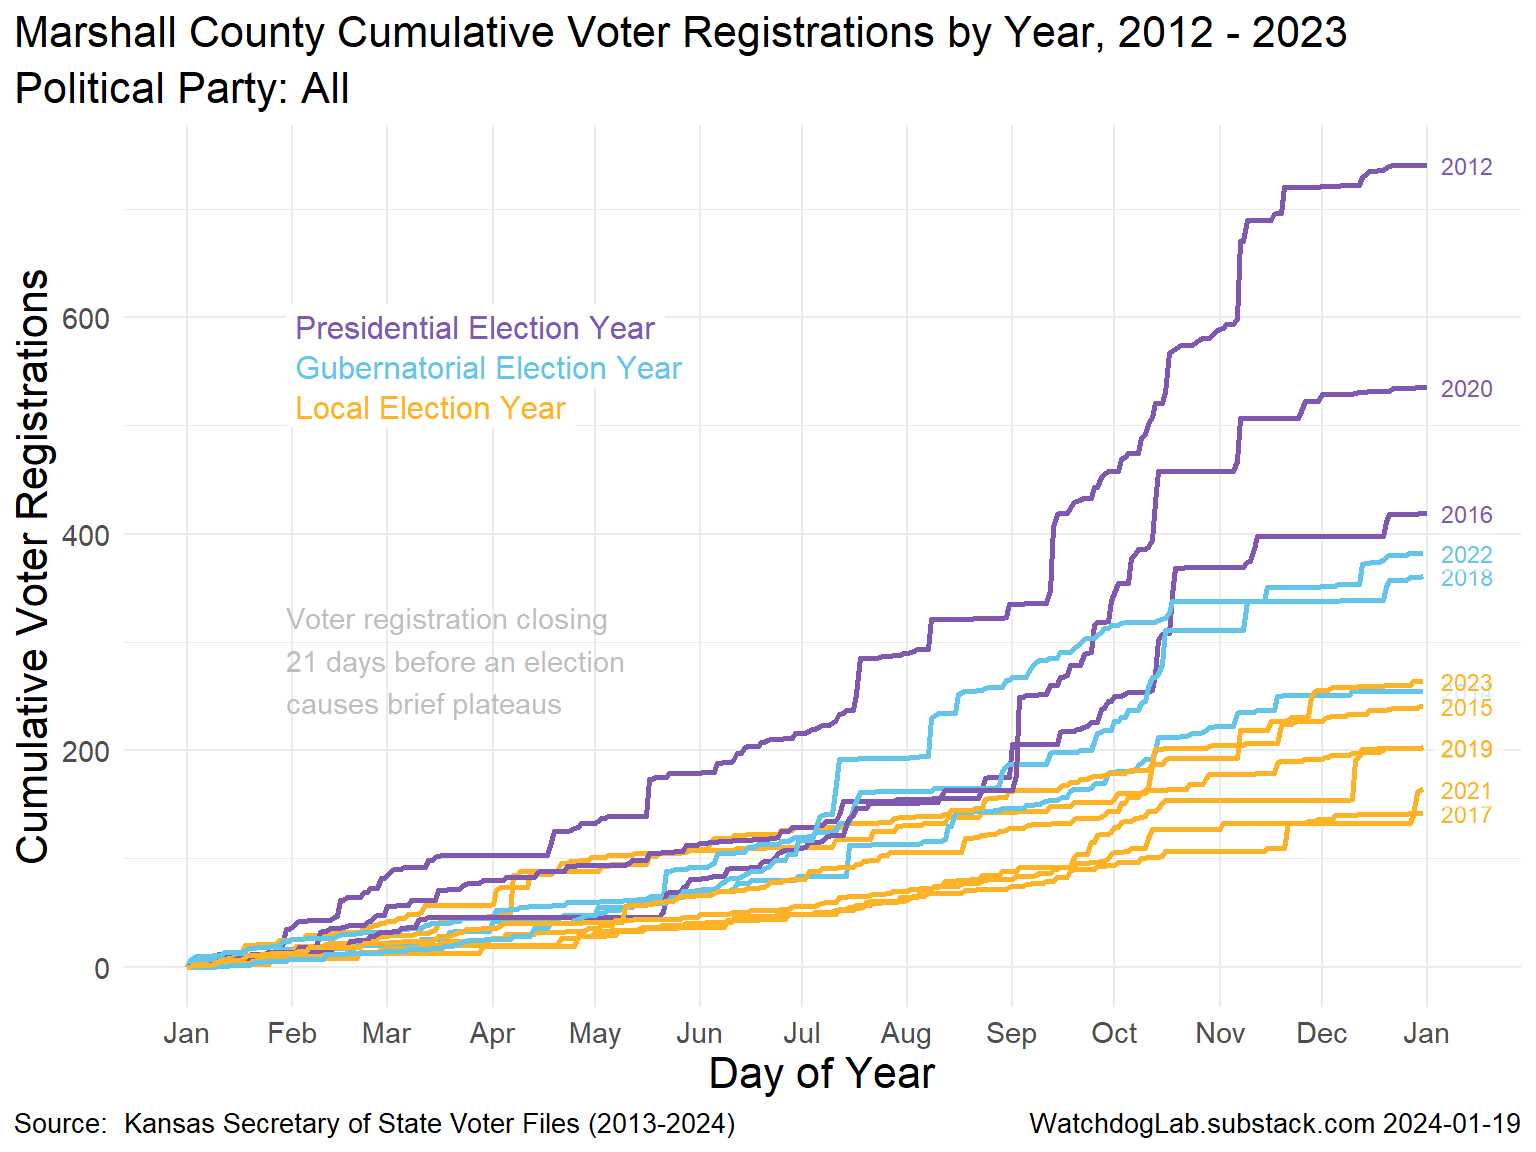 Marshall County Cumulative Voter Registrations by Year, 2012 - 2023
Political Party: All
Cumulative Voter Registrations
600
400
200
0
Presidential Election Year
Gubernatorial Election Year
Local Election Year
Voter registration closing
21 days before an election
causes brief plateaus
2012
2020
2016
2022
2018
2023
2015
2019
2021
2017
Jan Feb Mar Apr May Jun Jul Aug Sep Oct Nov Dec Jan
Day of Year
Source:  Kansas Secretary of State Voter Files (2013-2024)
WatchdogLab.substack.com 2024-01-19